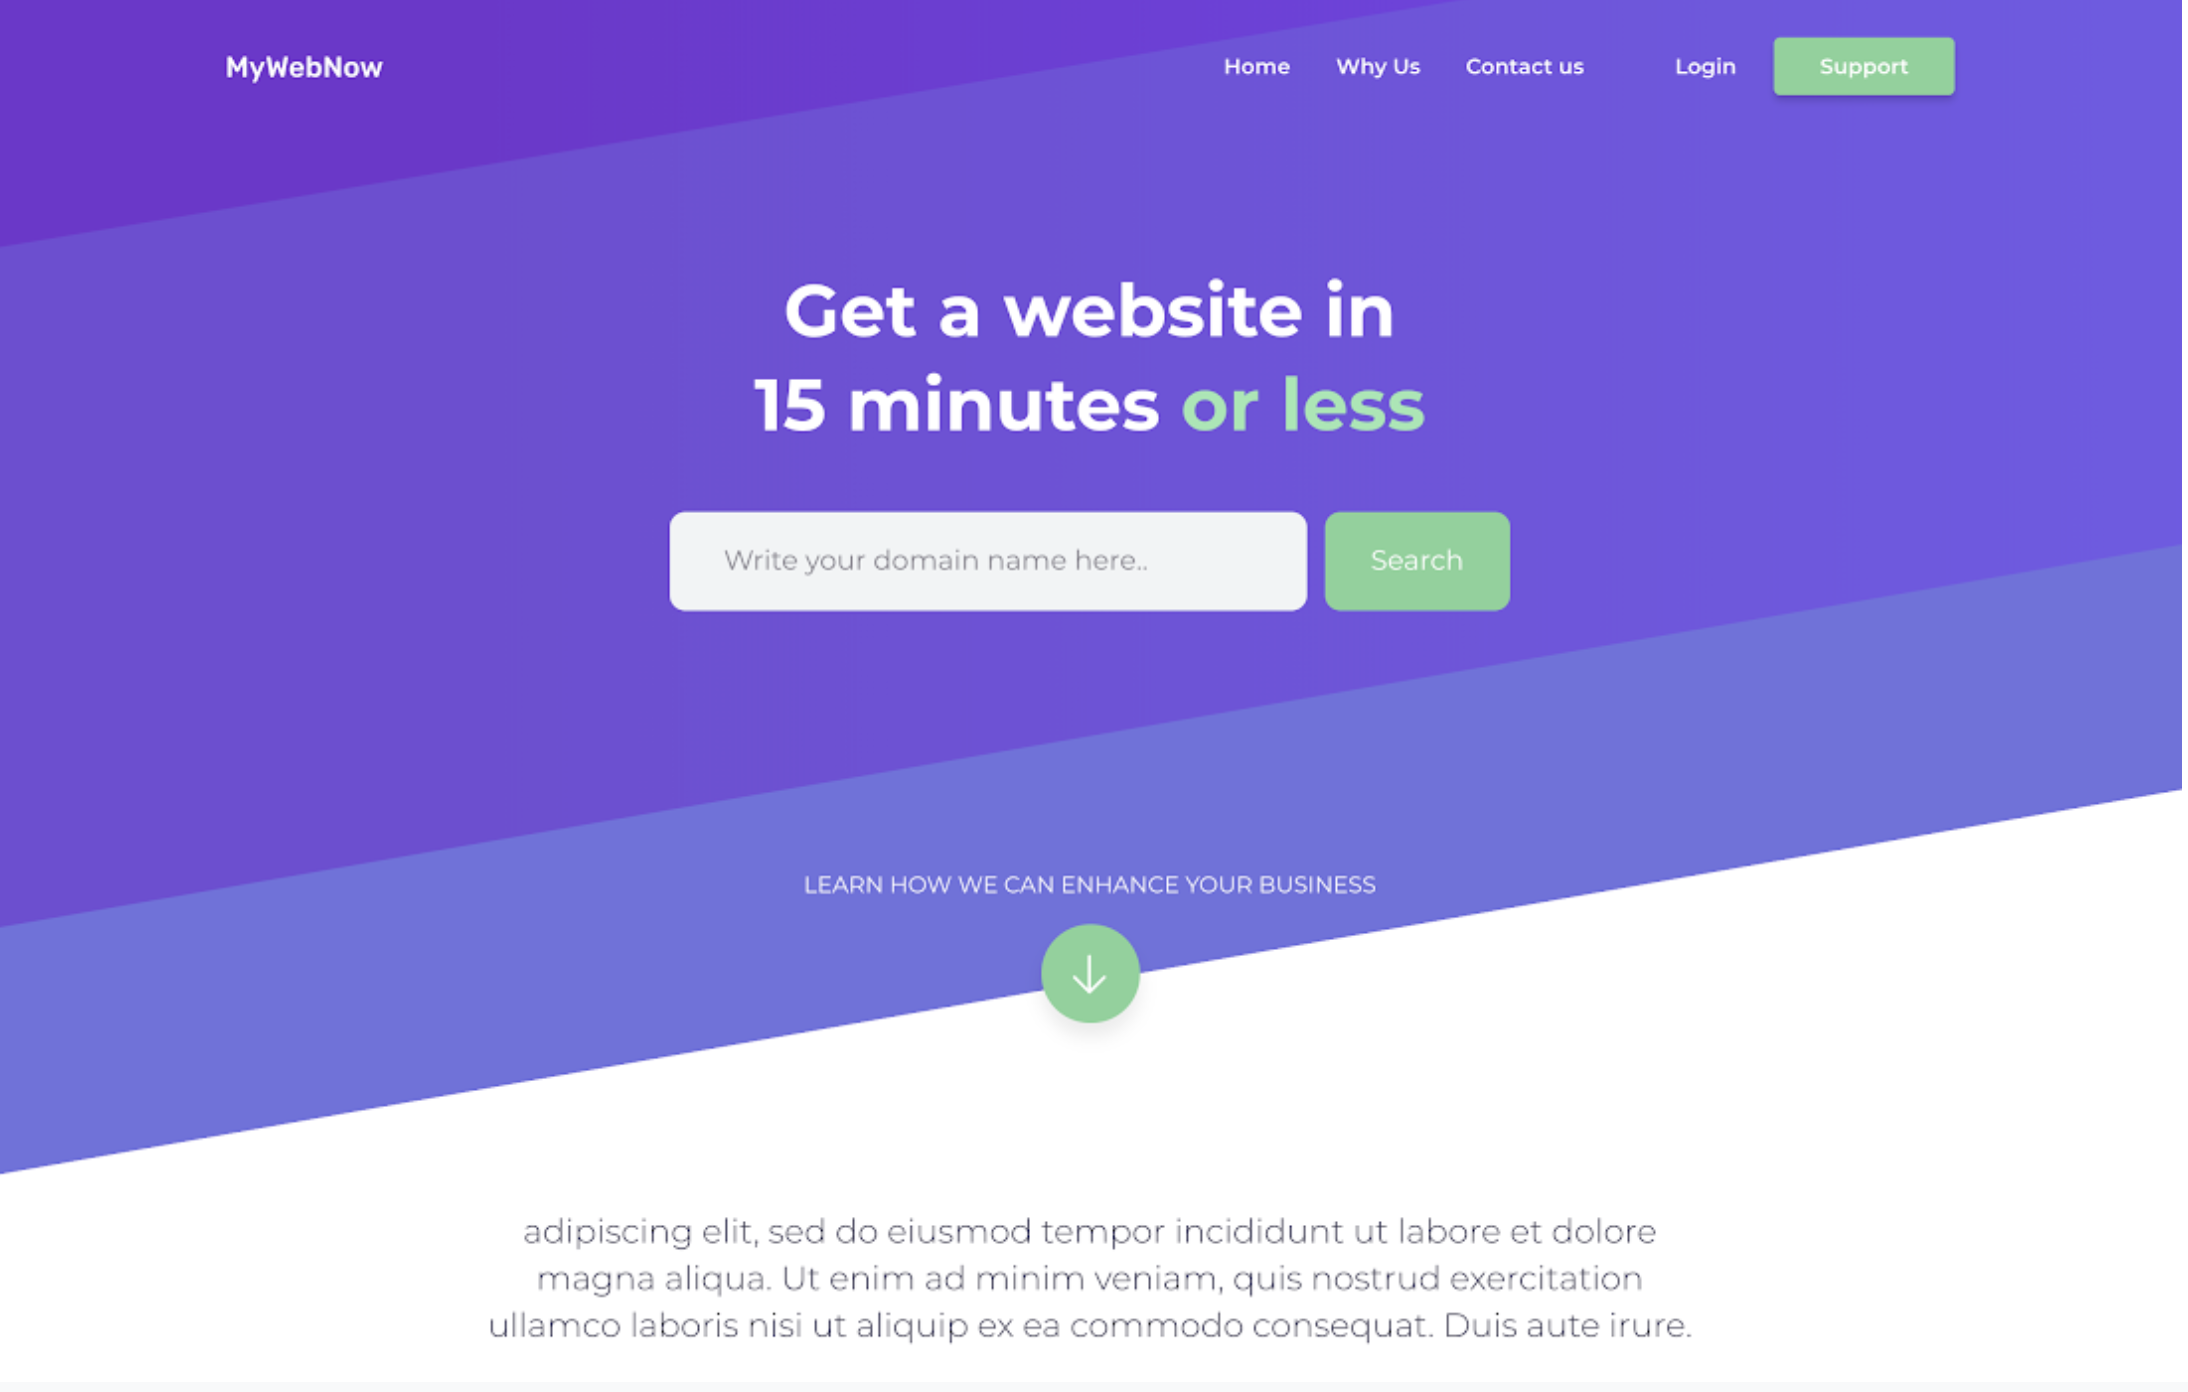 MyWebNow
Home Why Us Contact us Login Support
Get a website in
15 minutes or less
Write your domain name here..
Search
LEARN HOW WE CAN ENHANCE YOUR BUSINESS
adipiscing elit, sed do eiusmod tempor incididunt ut labore et dolore
magna aliqua. Ut enim ad minim veniam, quis nostrud exercitation
ullamco laboris nisi ut aliquip ex ea commodo consequat. Duis aute irure.